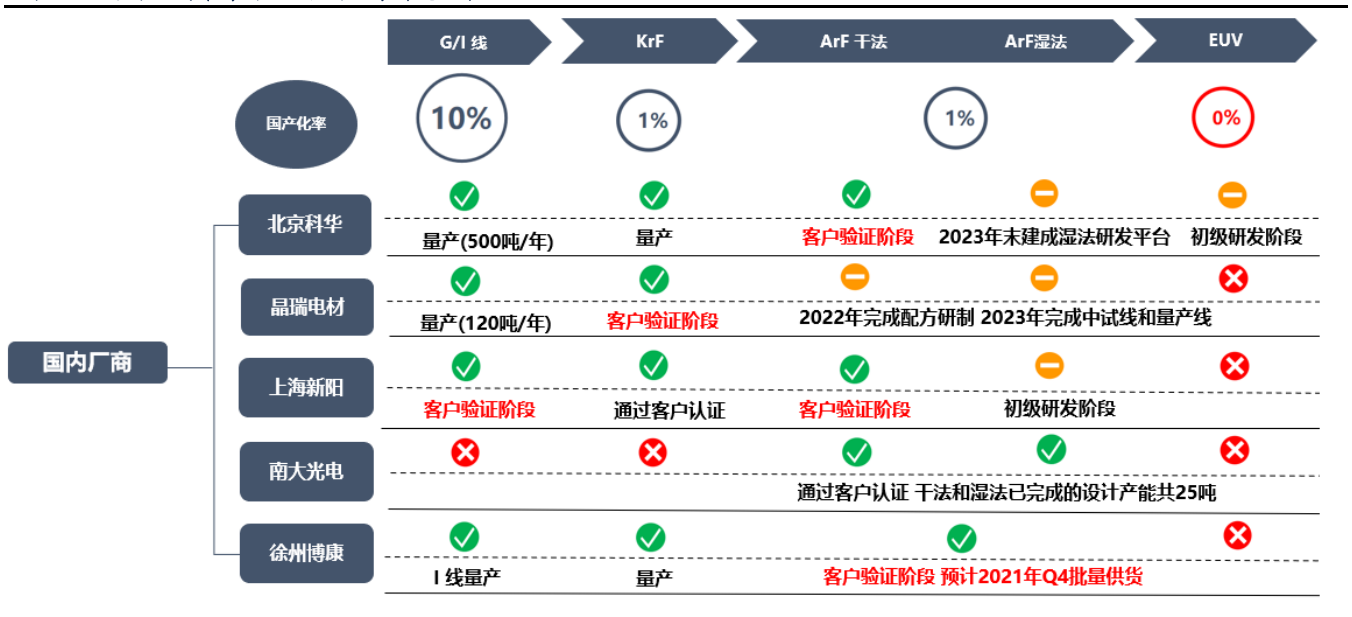 G/I 线
KrF
ArF 干法
ArF湿法
EUV
国产化率
10%
1%
1%
0%
国内厂商
北京科华
量产(500吨/年)
量产
客户验证阶段
2023年末建成湿法研发平台
初级研发阶段
晶瑞电材
量产(120吨/年)
客户验证阶段
2022年完成配方研制 2023年完成中试线和量产线
上海新阳
客户验证阶段
通过客户认证
客户验证阶段
初级研发阶段
南大光电
通过客户认证 干法和湿法已完成的设计产能共25吨
徐州博康
I 线量产
量产
客户验证阶段 预计2021年Q4批量供货